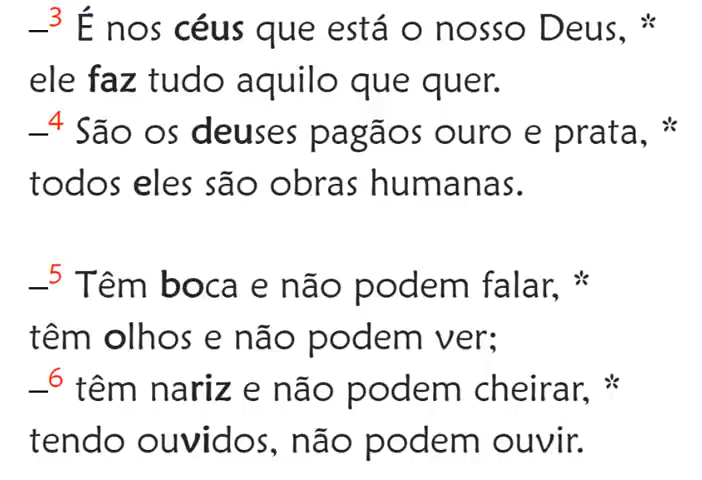 –3 É nos céus que está o nosso Deus, *
ele faz tudo aquilo que quer.
–4 São os deuses pagãos ouro e prata, *
todos eles são obras humanas.
–5 Têm boca e não podem falar, *
têm olhos e não podem ver;
–6 têm nariz e não podem cheirar, *
tendo ouvidos, não podem ouvir.